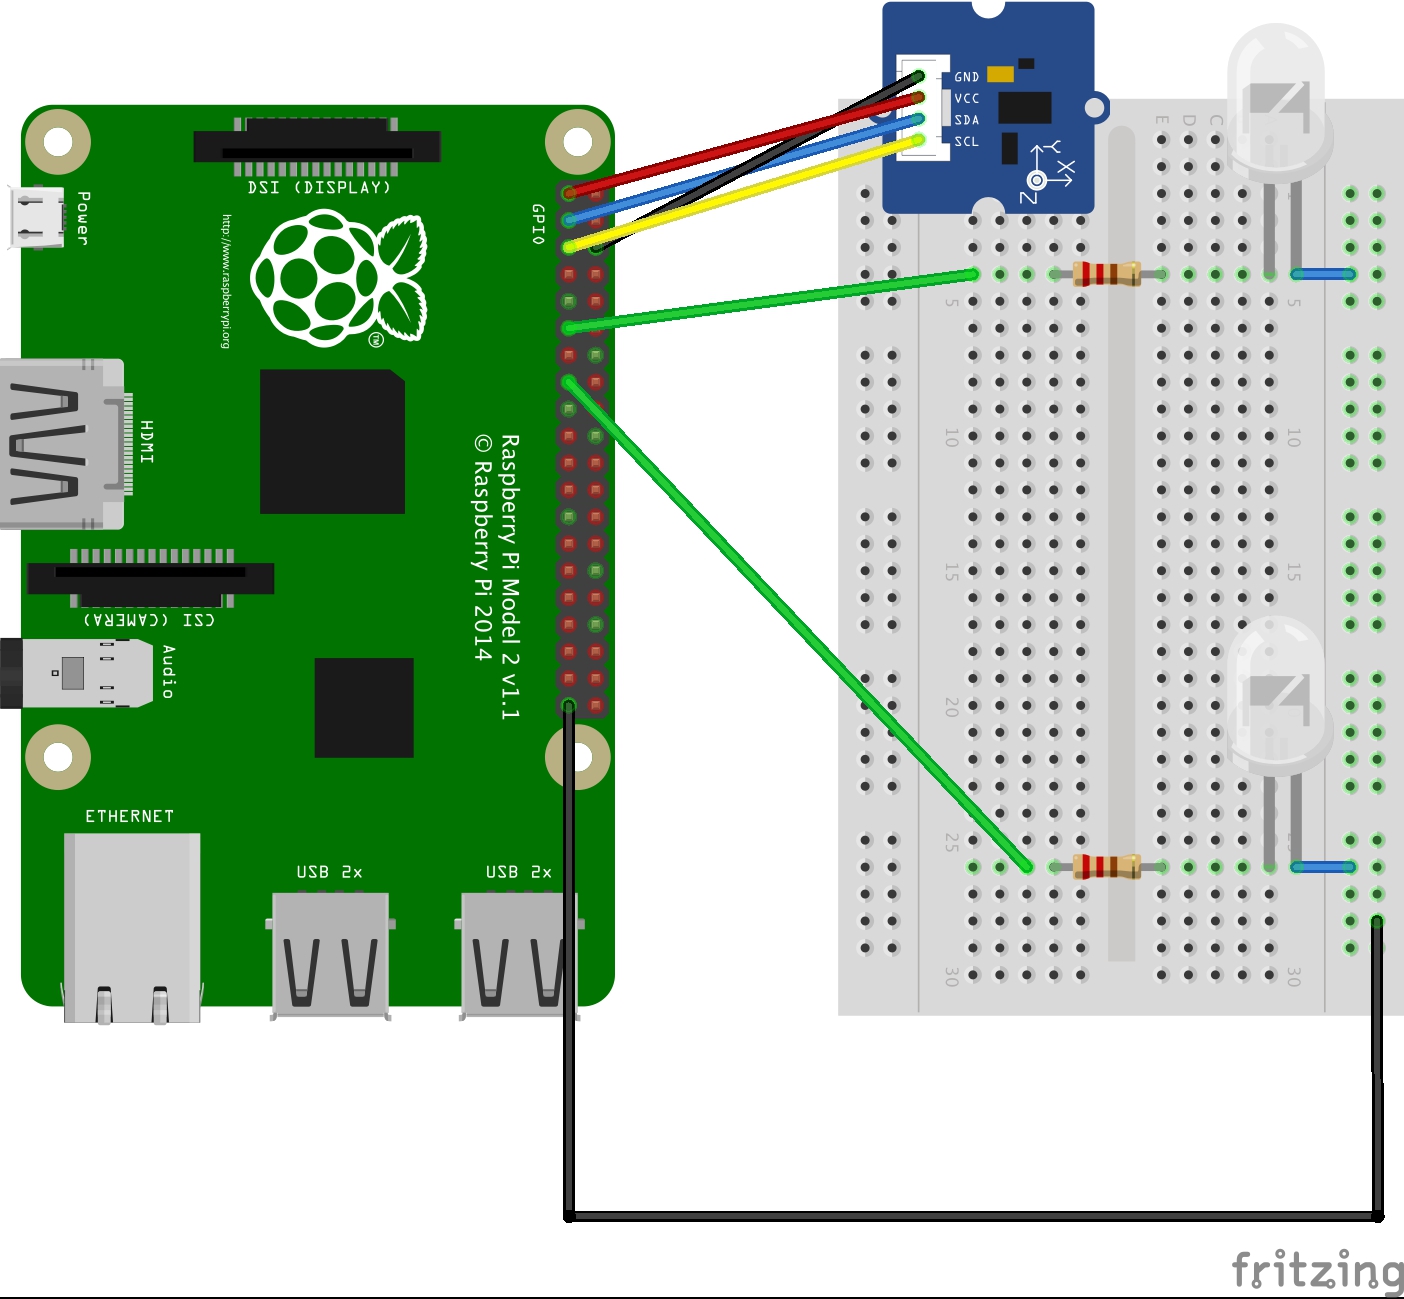 GND
VCC
SDA
SCL
X
Y
Z
E
D
C
DSI (DISPLAY)
Power
GPIO
http://www.raspberrypi.org
TM
HDMI
Raspberry Pi Model 2 v1.1
© Raspberry Pi 2014
CSI (CAMERA)
Audio
ETHERNET
USB 2x
USB 2x
1
5
5
10
10
15
15
20
25
30
30
fritzing